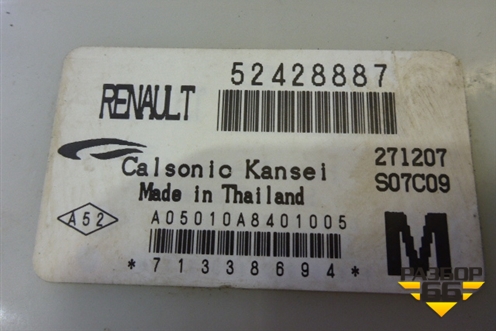 RENAULT
52428887
Calsonic Kansei
271207
Made in Thailand
S07C09
A52
A05010A8401005
M
*71338694*
РАЗБОР
66